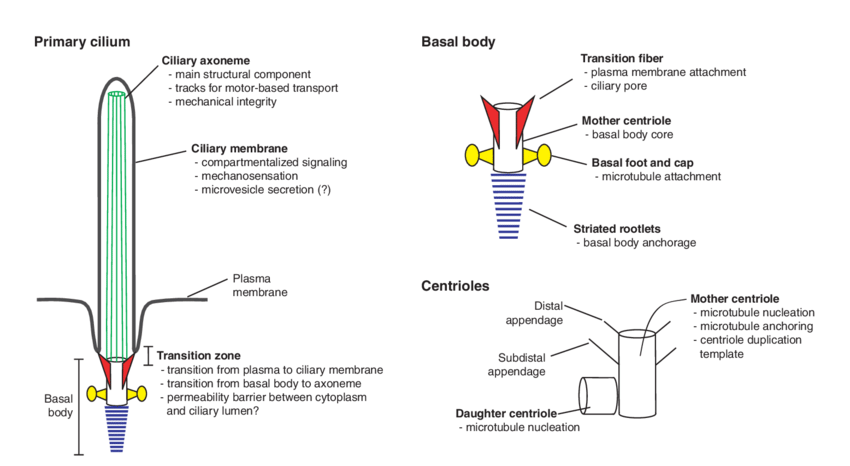 Primary cilium
Ciliary axoneme
- main structural component
- tracks for motor-based transport
- mechanical integrity
Ciliary membrane
- compartmentalized signaling
- mechanosensation
- microvesicle secretion (?)
Plasma
membrane
Transition zone
- transition from plasma to ciliary membrane
- transition from basal body to axoneme
- permeability barrier between cytoplasm
and ciliary lumen?
Basal
body
Basal body
Transition fiber
- plasma membrane attachment
- ciliary pore
Mother centriole
- basal body core
Basal foot and cap
- microtubule attachment
Striated rootlets
- basal body anchorage
Centrioles
Distal
appendage
Subdistal
appendage
Mother centriole
- microtubule nucleation
- microtubule anchoring
- centriole duplication
template
Daughter centriole
- microtubule nucleation